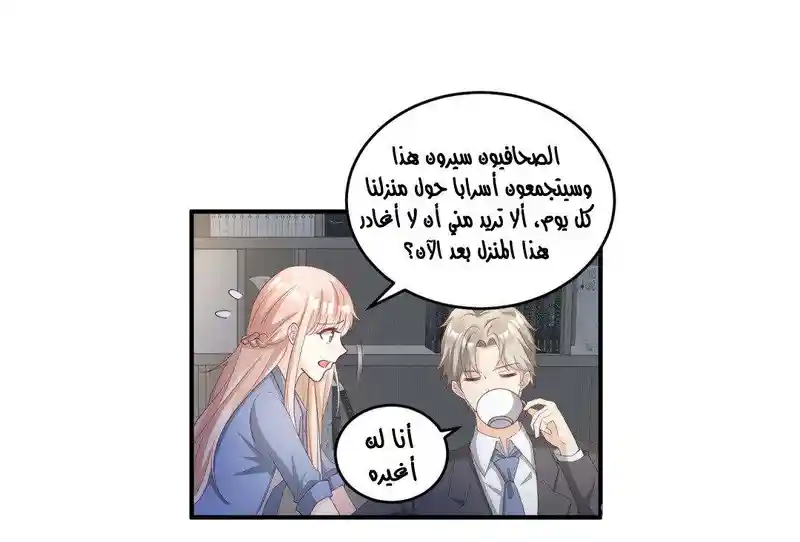 الصحافيون سيرون هذا
وسيتجمعون أسرابا حول منزلنا
كل يوم، ألا تريد مني أن لا أغادر
هذا المنزل بعد الآن؟
أنا لن
أغيره